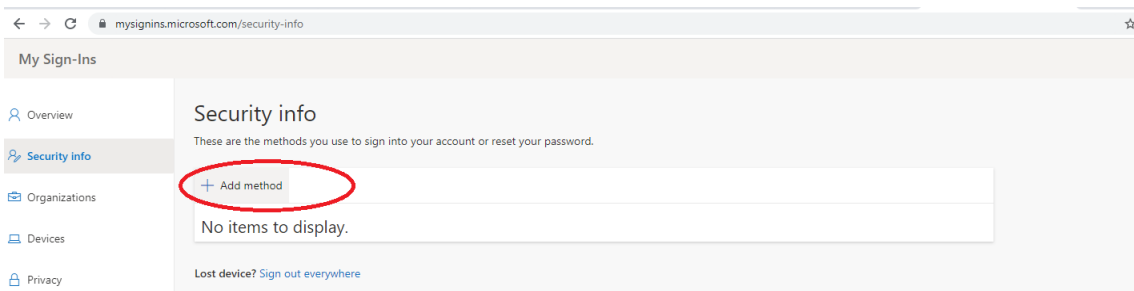 mysignins.microsoft.com/security-info
My Sign-Ins
Overview
Security info
Organizations
Devices
Privacy
Security info
These are the methods you use to sign into your account or reset your password.
+ Add method
No items to display.
Lost device? Sign out everywhere